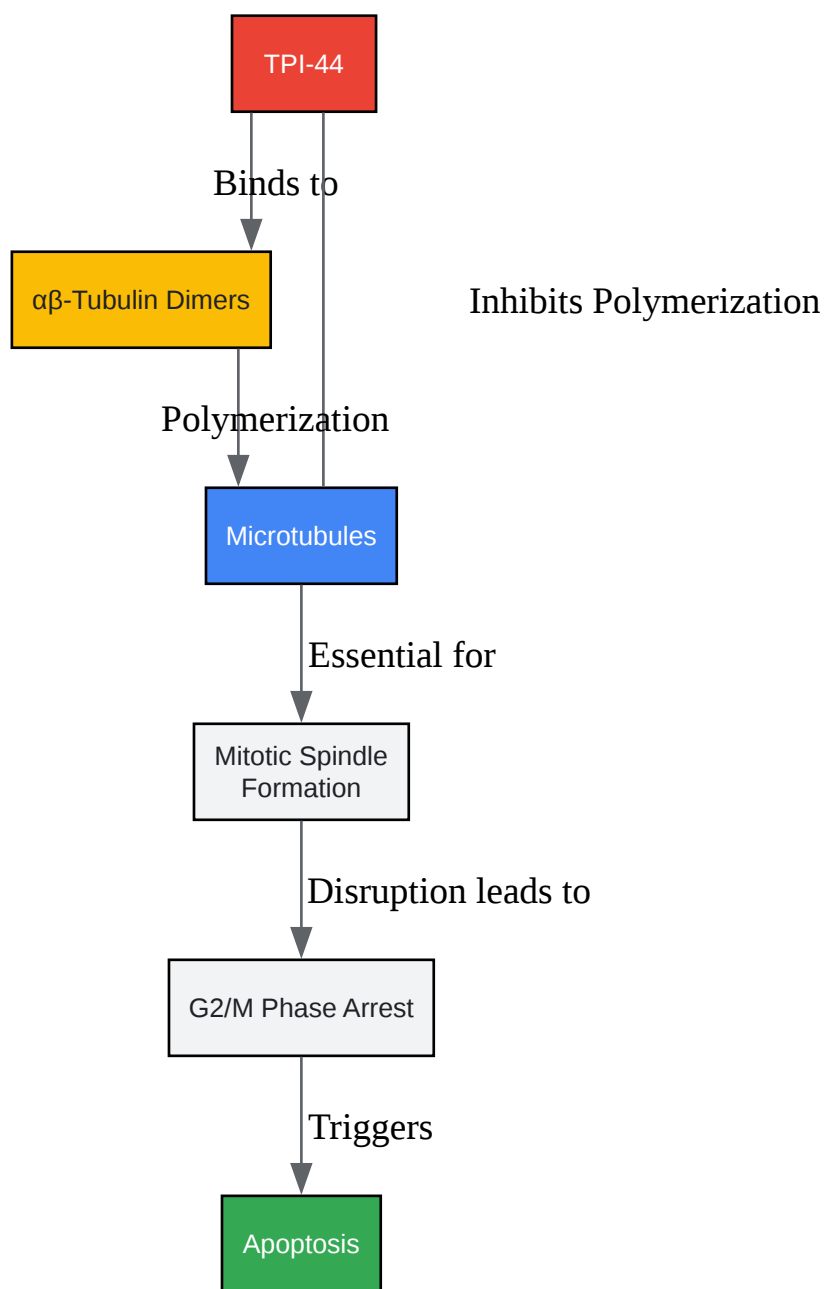 TPI-44
Binds to
αβ-Tubulin Dimers
Inhibits Polymerization
Polymerization
Microtubules
Essential for
Mitotic Spindle
Formation
Disruption leads to
G2/M Phase Arrest
Triggers
Apoptosis